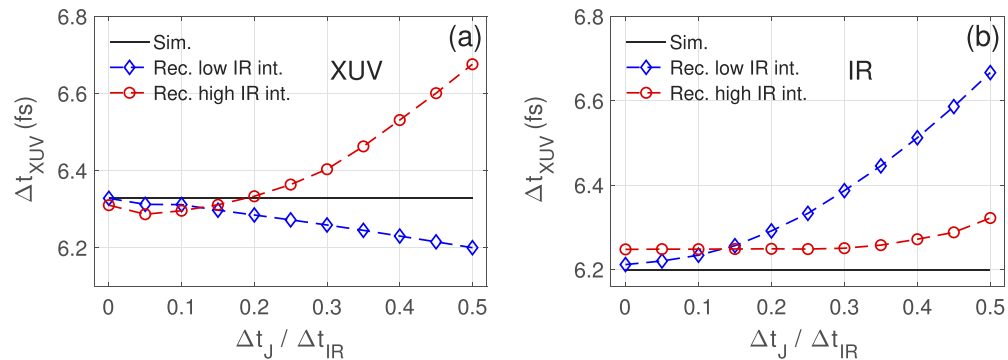 6.8
6.6
6.4
6.2
Δt_XUV (fs)
Sim.
Rec. low IR int.
Rec. high IR int.
XUV
(a)
0 0.1 0.2 0.3 0.4 0.5
Δt_J / Δt_IR
6.8
6.6
6.4
6.2
Δt_XUV (fs)
Sim.
Rec. low IR int.
Rec. high IR int.
IR
(b)
0 0.1 0.2 0.3 0.4 0.5
Δt_J / Δt_IR